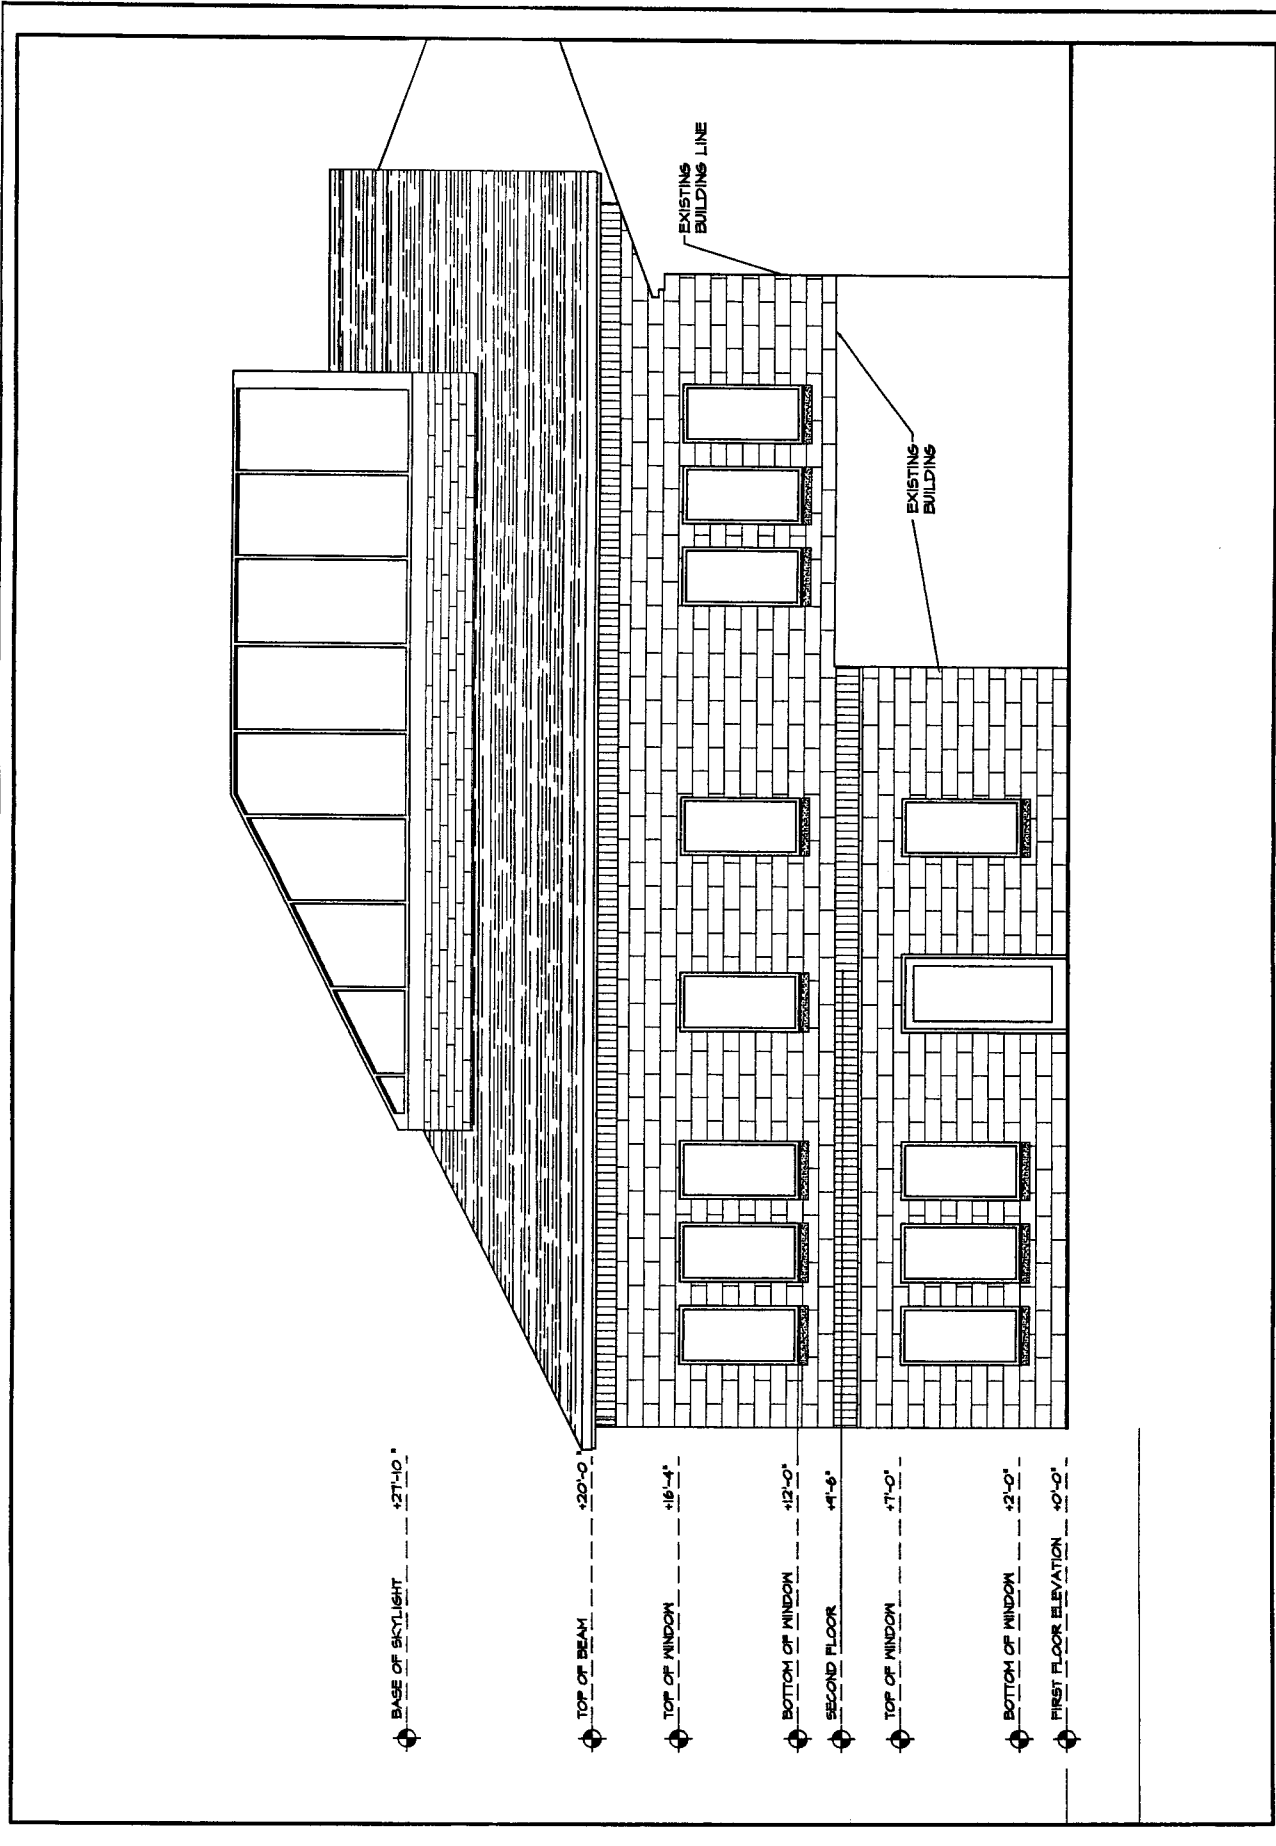 BASE OF SKYLIGHT +27'-10"
TOP OF BEAM +20'-0"
TOP OF WINDOW +16'-4"
BOTTOM OF WINDOW +12'-0"
SECOND FLOOR +9'-6"
TOP OF WINDOW +7'-0"
BOTTOM OF WINDOW +2'-0"
FIRST FLOOR ELEVATION +0'-0"
EXISTING
BUILDING
EXISTING
BUILDING LINE